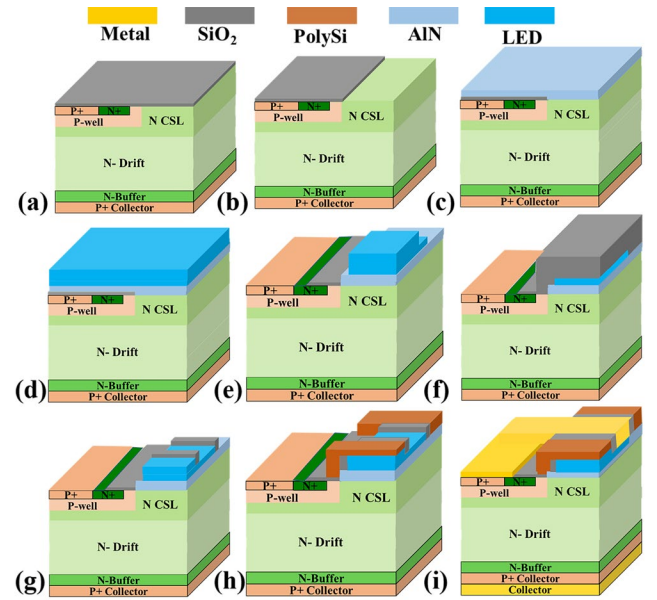 Metal SiO₂ PolySi AlN LED
P+ N+
P-well N CSL
N- Drift
N-Buffer
P+ Collector
(a)
P+ N+
P-well N CSL
N- Drift
N-Buffer
P+ Collector
(b)
P+ N+
P-well N CSL
N- Drift
N-Buffer
P+ Collector
(c)
P+ N+
P-well N CSL
N- Drift
N-Buffer
P+ Collector
(d)
P+ N+
P-well N CSL
N- Drift
N-Buffer
P+ Collector
(e)
P+ N+
P-well N CSL
N- Drift
N-Buffer
P+ Collector
(f)
P+ N+
P-well N CSL
N- Drift
N-Buffer
P+ Collector
(g)
P+ N+
P-well N CSL
N- Drift
N-Buffer
P+ Collector
(h)
P+ N+
P-well N CSL
N- Drift
N-Buffer
P+ Collector
Collector
(i)